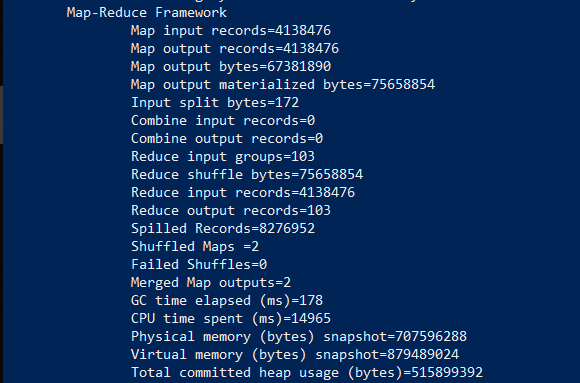 Map-Reduce Framework
Map input records=4138476
Map output records=4138476
Map output bytes=67381890
Map output materialized bytes=75658854
Input split bytes=172
Combine input records=0
Combine output records=0
Reduce input groups=103
Reduce shuffle bytes=75658854
Reduce input records=4138476
Reduce output records=103
Spilled Records=8276952
Shuffled Maps =2
Failed Shuffles=0
Merged Map outputs=2
GC time elapsed (ms)=178
CPU time spent (ms)=14965
Physical memory (bytes) snapshot=707596288
Virtual memory (bytes) snapshot=879489024
Total committed heap usage (bytes)=515899392